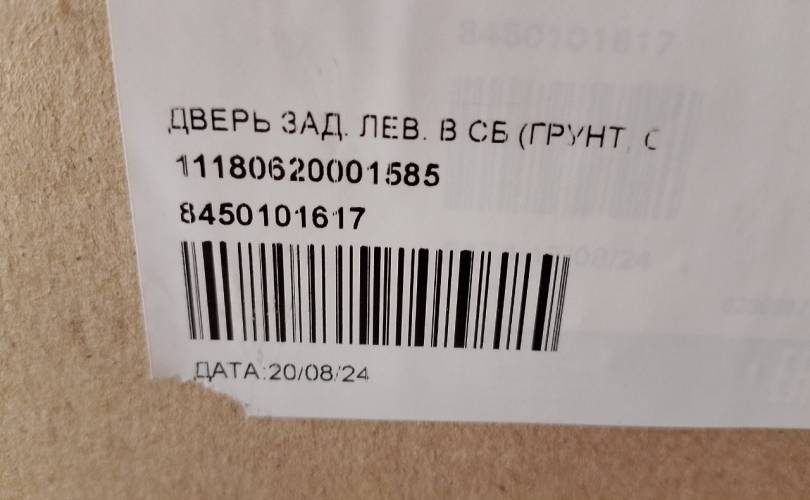 ДВЕРЬ ЗАД. ЛЕВ. В СБ (ГРУНТ, С
11180620001585
8450101617
ДАТА:20/08/24